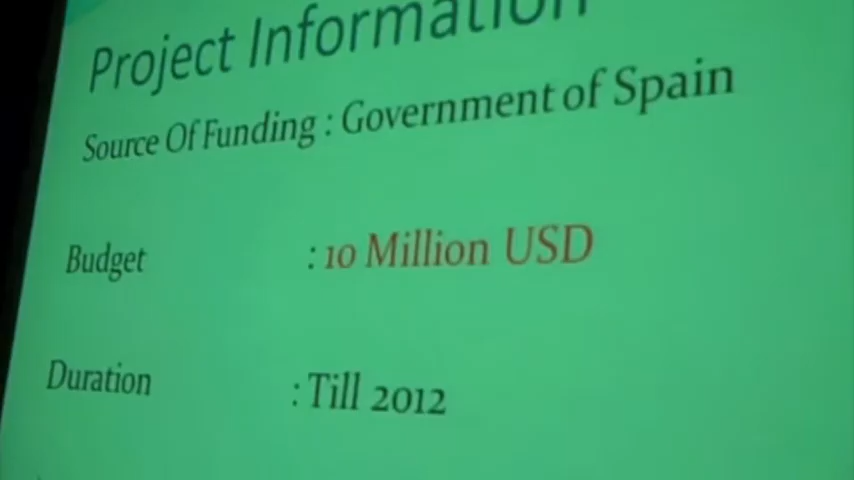 Project Information
Source Of Funding : Government of Spain
Budget : 10 Million USD
Duration : Till 2012